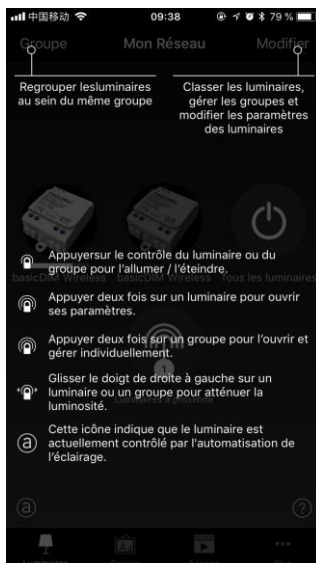 中国移动 09:38 79 %
Groupe Mon Réseau Modifier
Regrouper lesluminaires
au sein du même groupe
Classer les luminaires,
gérer les groupes et
modifier les paramètres
des luminaires
Appuyersur le contrôle du luminaire ou du
groupe pour l'allumer / l'éteindre.
basicDIM Wireless basicDIM Wireless Tous les luminaires
Appuyer deux fois sur un luminaire pour ouvrir
ses paramètres.
Appuyer deux fois sur un groupe pour l'ouvrir et
gérer individuellement.
1
Glisser le doigt de droite à gauche sur un
luminaire ou un groupe pour atténuer la
luminosité.
Luminaires à proximité
a Cette icône indique que le luminaire est
actuellement contrôlé par l'automatisation de
l'éclairage.
a ?
Luminaires Scènes